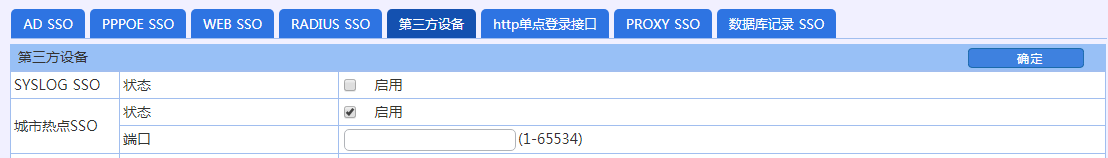 AD SSO PPPOE SSO WEB SSO RADIUS SSO 第三方设备 http单点登录接口 PROXY SSO 数据库记录 SSO
第三方设备 确定
SYSLOG SSO 状态 启用
城市热点SSO 状态 启用
端口 (1-65534)